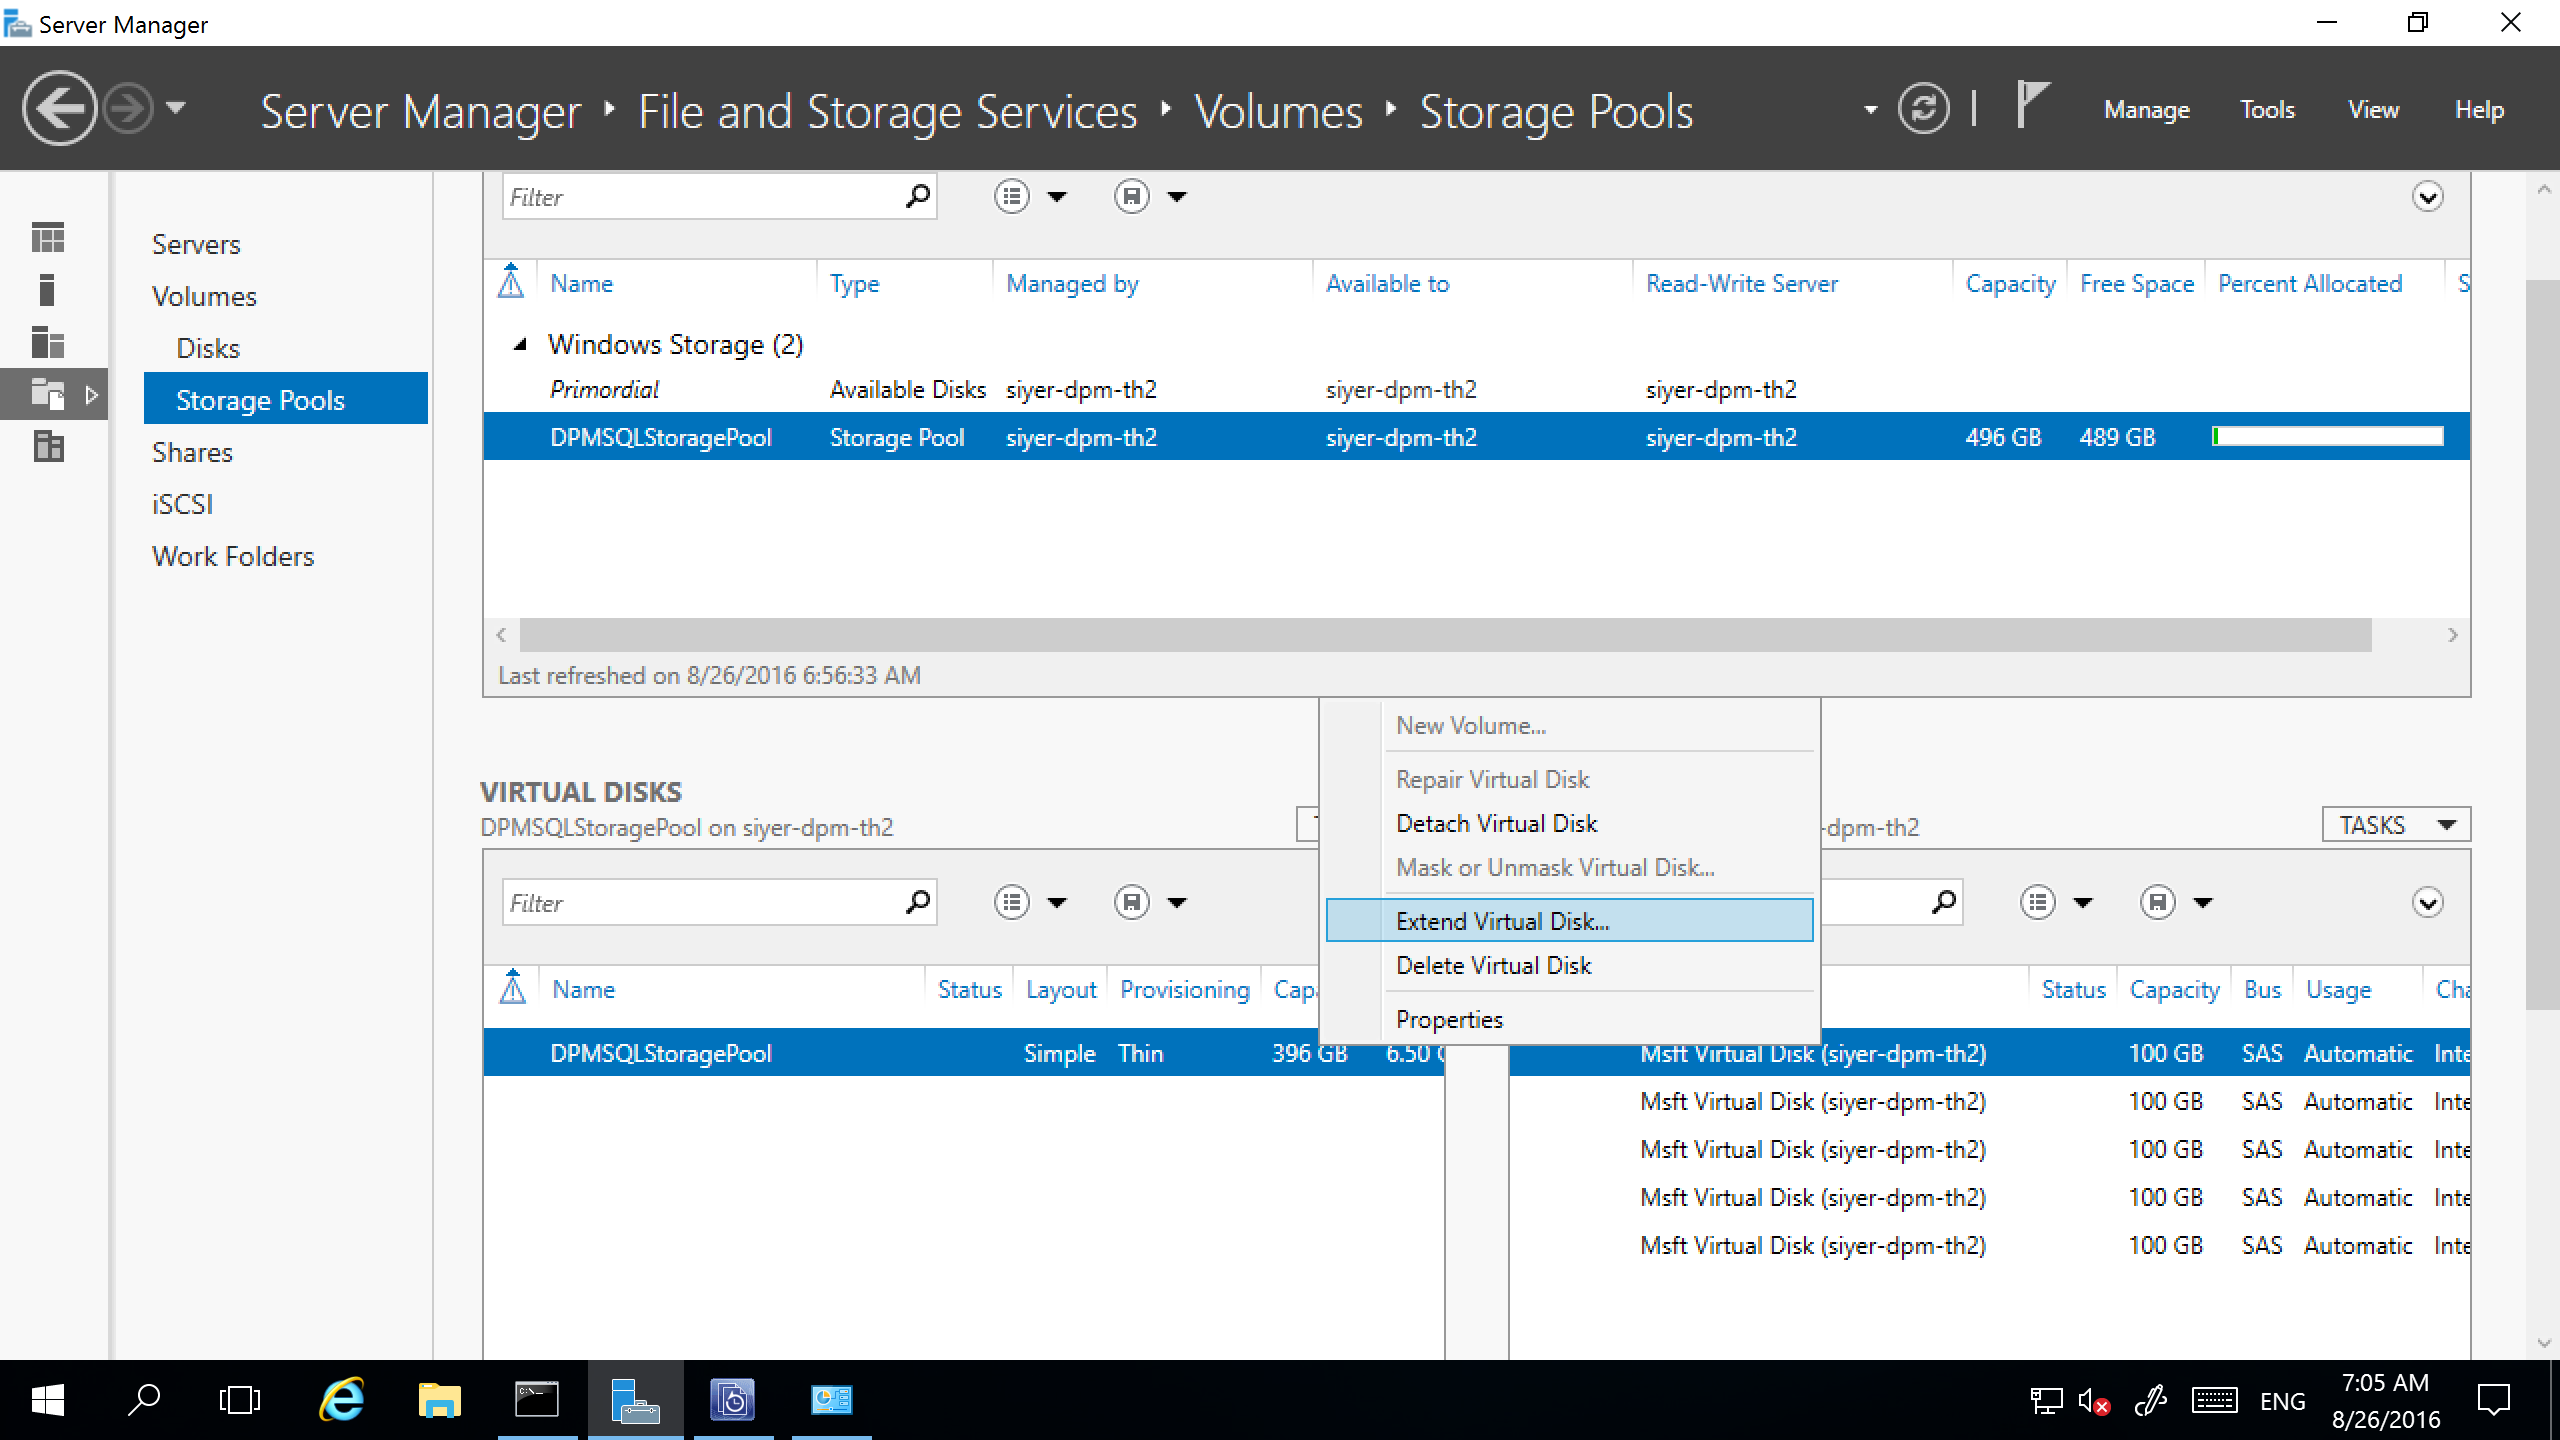 Server Manager
Server Manager ‣ File and Storage Services ‣ Volumes ‣ Storage Pools
Manage Tools View Help
Servers
Volumes
Disks
Storage Pools
Shares
iSCSI
Work Folders
Filter
Name Type Managed by Available to Read-Write Server Capacity Free Space Percent Allocated S
Windows Storage (2)
Primordial Available Disks siyer-dpm-th2 siyer-dpm-th2 siyer-dpm-th2
DPMSQLStoragePool Storage Pool siyer-dpm-th2 siyer-dpm-th2 siyer-dpm-th2 496 GB 489 GB
Last refreshed on 8/26/2016 6:56:33 AM
VIRTUAL DISKS
DPMSQLStoragePool on siyer-dpm-th2
Filter
Name Status Layout Provisioning Cap
DPMSQLStoragePool Simple Thin 396 GB 6.50
New Volume...
Repair Virtual Disk
Detach Virtual Disk
Mask or Unmask Virtual Disk...
Extend Virtual Disk...
Delete Virtual Disk
Properties
-dpm-th2
TASKS
Status Capacity Bus Usage Cha
Msft Virtual Disk (siyer-dpm-th2) 100 GB SAS Automatic Inte
Msft Virtual Disk (siyer-dpm-th2) 100 GB SAS Automatic Inte
Msft Virtual Disk (siyer-dpm-th2) 100 GB SAS Automatic Inte
Msft Virtual Disk (siyer-dpm-th2) 100 GB SAS Automatic Inte
Msft Virtual Disk (siyer-dpm-th2) 100 GB SAS Automatic Inte
ENG
7:05 AM
8/26/2016